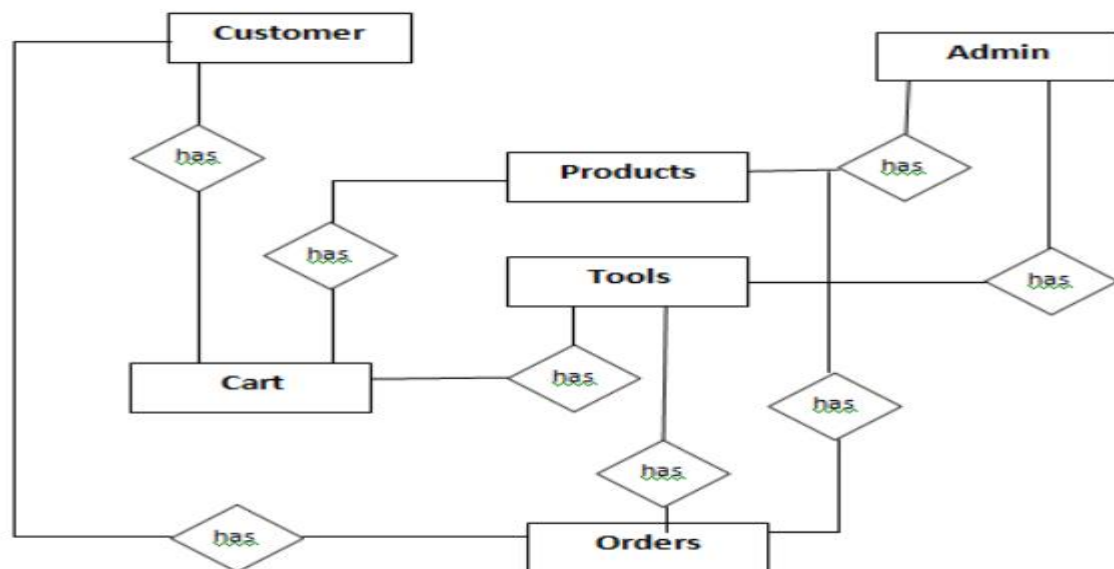 Customer
Admin
has
Products
has
has
Tools
has
Cart
has
has
has
Orders
has